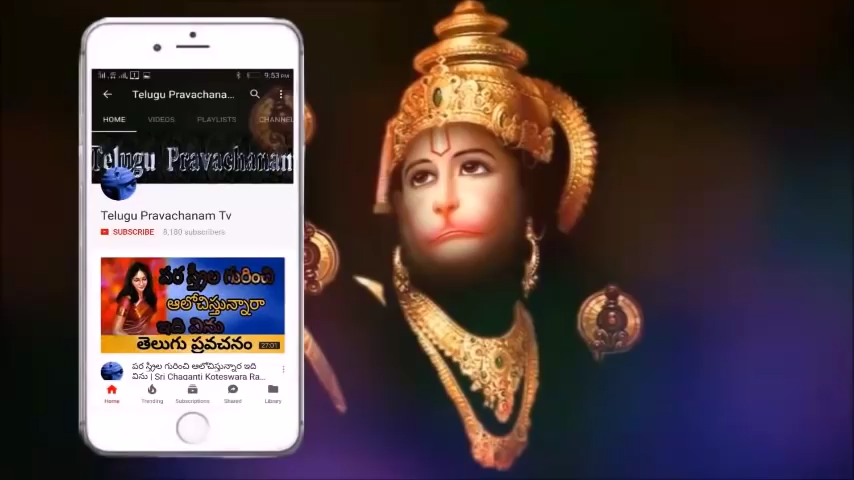 9:53 PM
Telugu Pravachana...
HOME VIDEOS PLAYLISTS CHANNEL
Telugu Pravachanam
Telugu Pravachanam Tv
SUBSCRIBE 8,180 subscribers
పర స్త్రీల గురించి
ఆలోచిస్తున్నారా
ఇది విను
తెలుగు ప్రవచనం 27:01
పర స్త్రీల గురించి ఆలోచిస్తున్నార ఇది
విను | Sri Chaganti Koteswara Ra...
Home Trending Subscriptions Shared Library